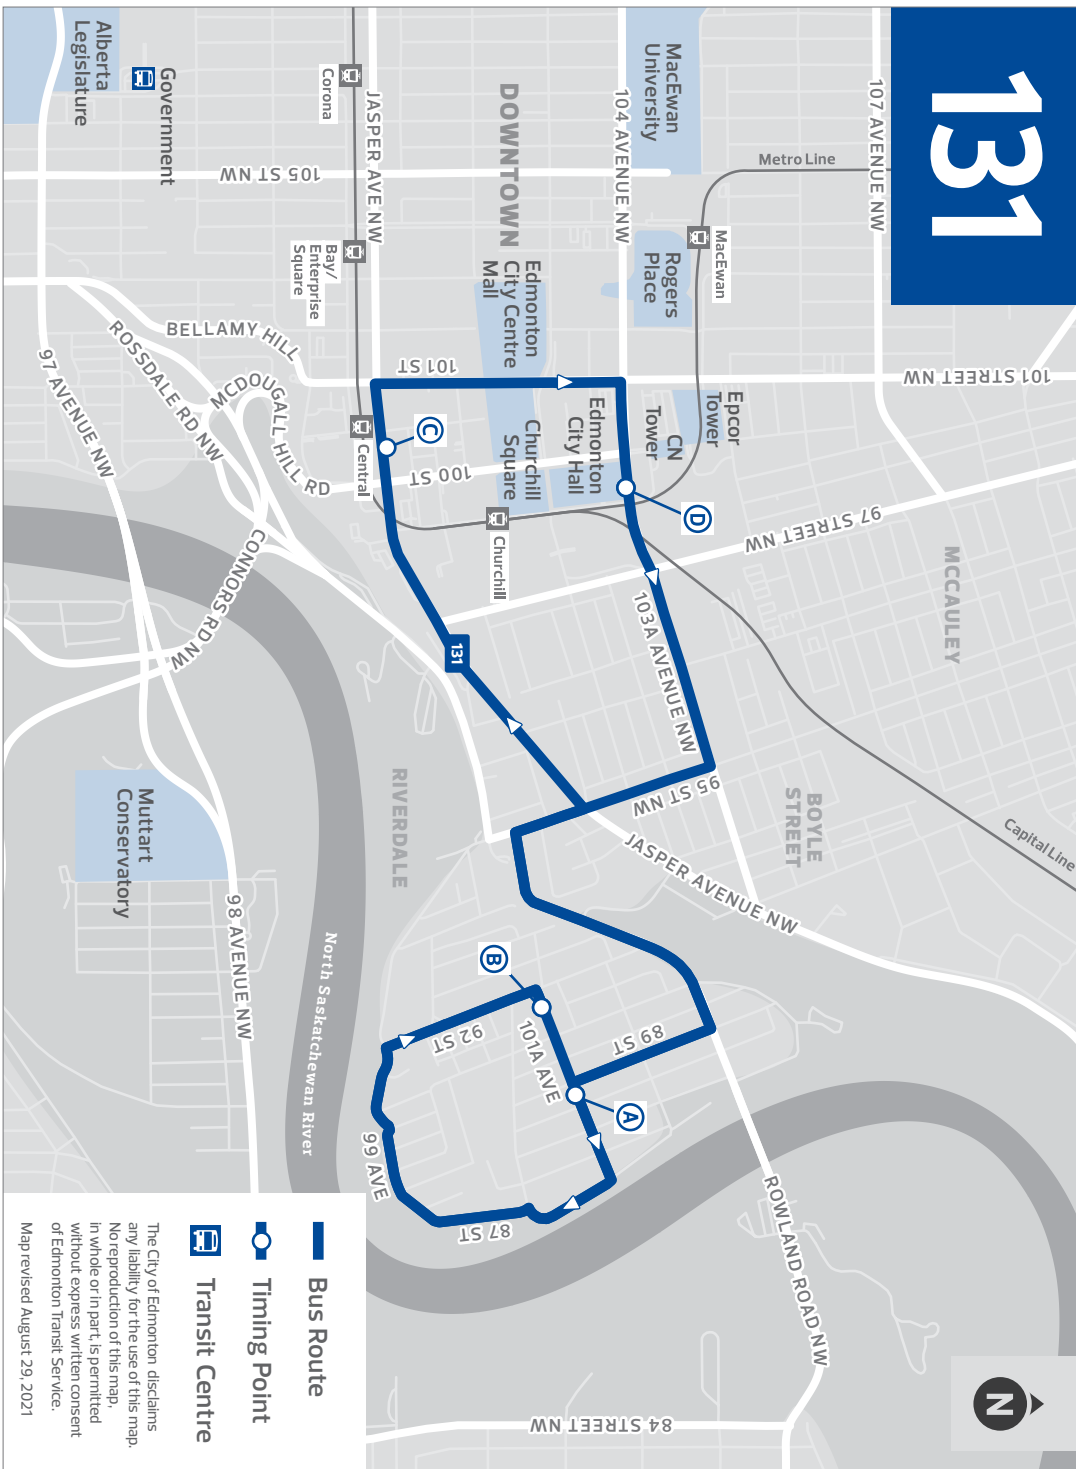 131
107 AVENUE NW
MacEwan
University
104 AVENUE NW
DOWNTOWN
JASPER AVE NW
Corona
Government
Alberta
Legislature
105 ST NW
Metro Line
MacEwan
Rogers
Place
Edmonton
City Centre
Mall
Bay/
Enterprise
Square
BELLAMY HILL
ROSSDALE RD NW
97 AVENUE NW
MCDOUGALL HILL RD
101 ST
101 STREET NW
Epcor
Tower
CN
Tower
Edmonton
City Hall
Churchill
Square
C
Central
100 ST
D
Churchill
97 STREET NW
MCCAULEY
CONNORS RD NW
131
103A AVENUE NW
95 ST NW
BOYLE
STREET
Capital Line
JASPER AVENUE NW
RIVERDALE
Muttart
Conservatory
98 AVENUE NW
North Saskatchewan River
B
92 ST
101A AVE
89 ST
A
99 AVE
87 ST
ROWLAND ROAD NW
84 STREET NW
N
Bus Route
Timing Point
Transit Centre
The City of Edmonton disclaims
any liability for the use of this map.
No reproduction of this map,
in whole or in part, is permitted
without express written consent
of Edmonton Transit Service.
Map revised August 29, 2021